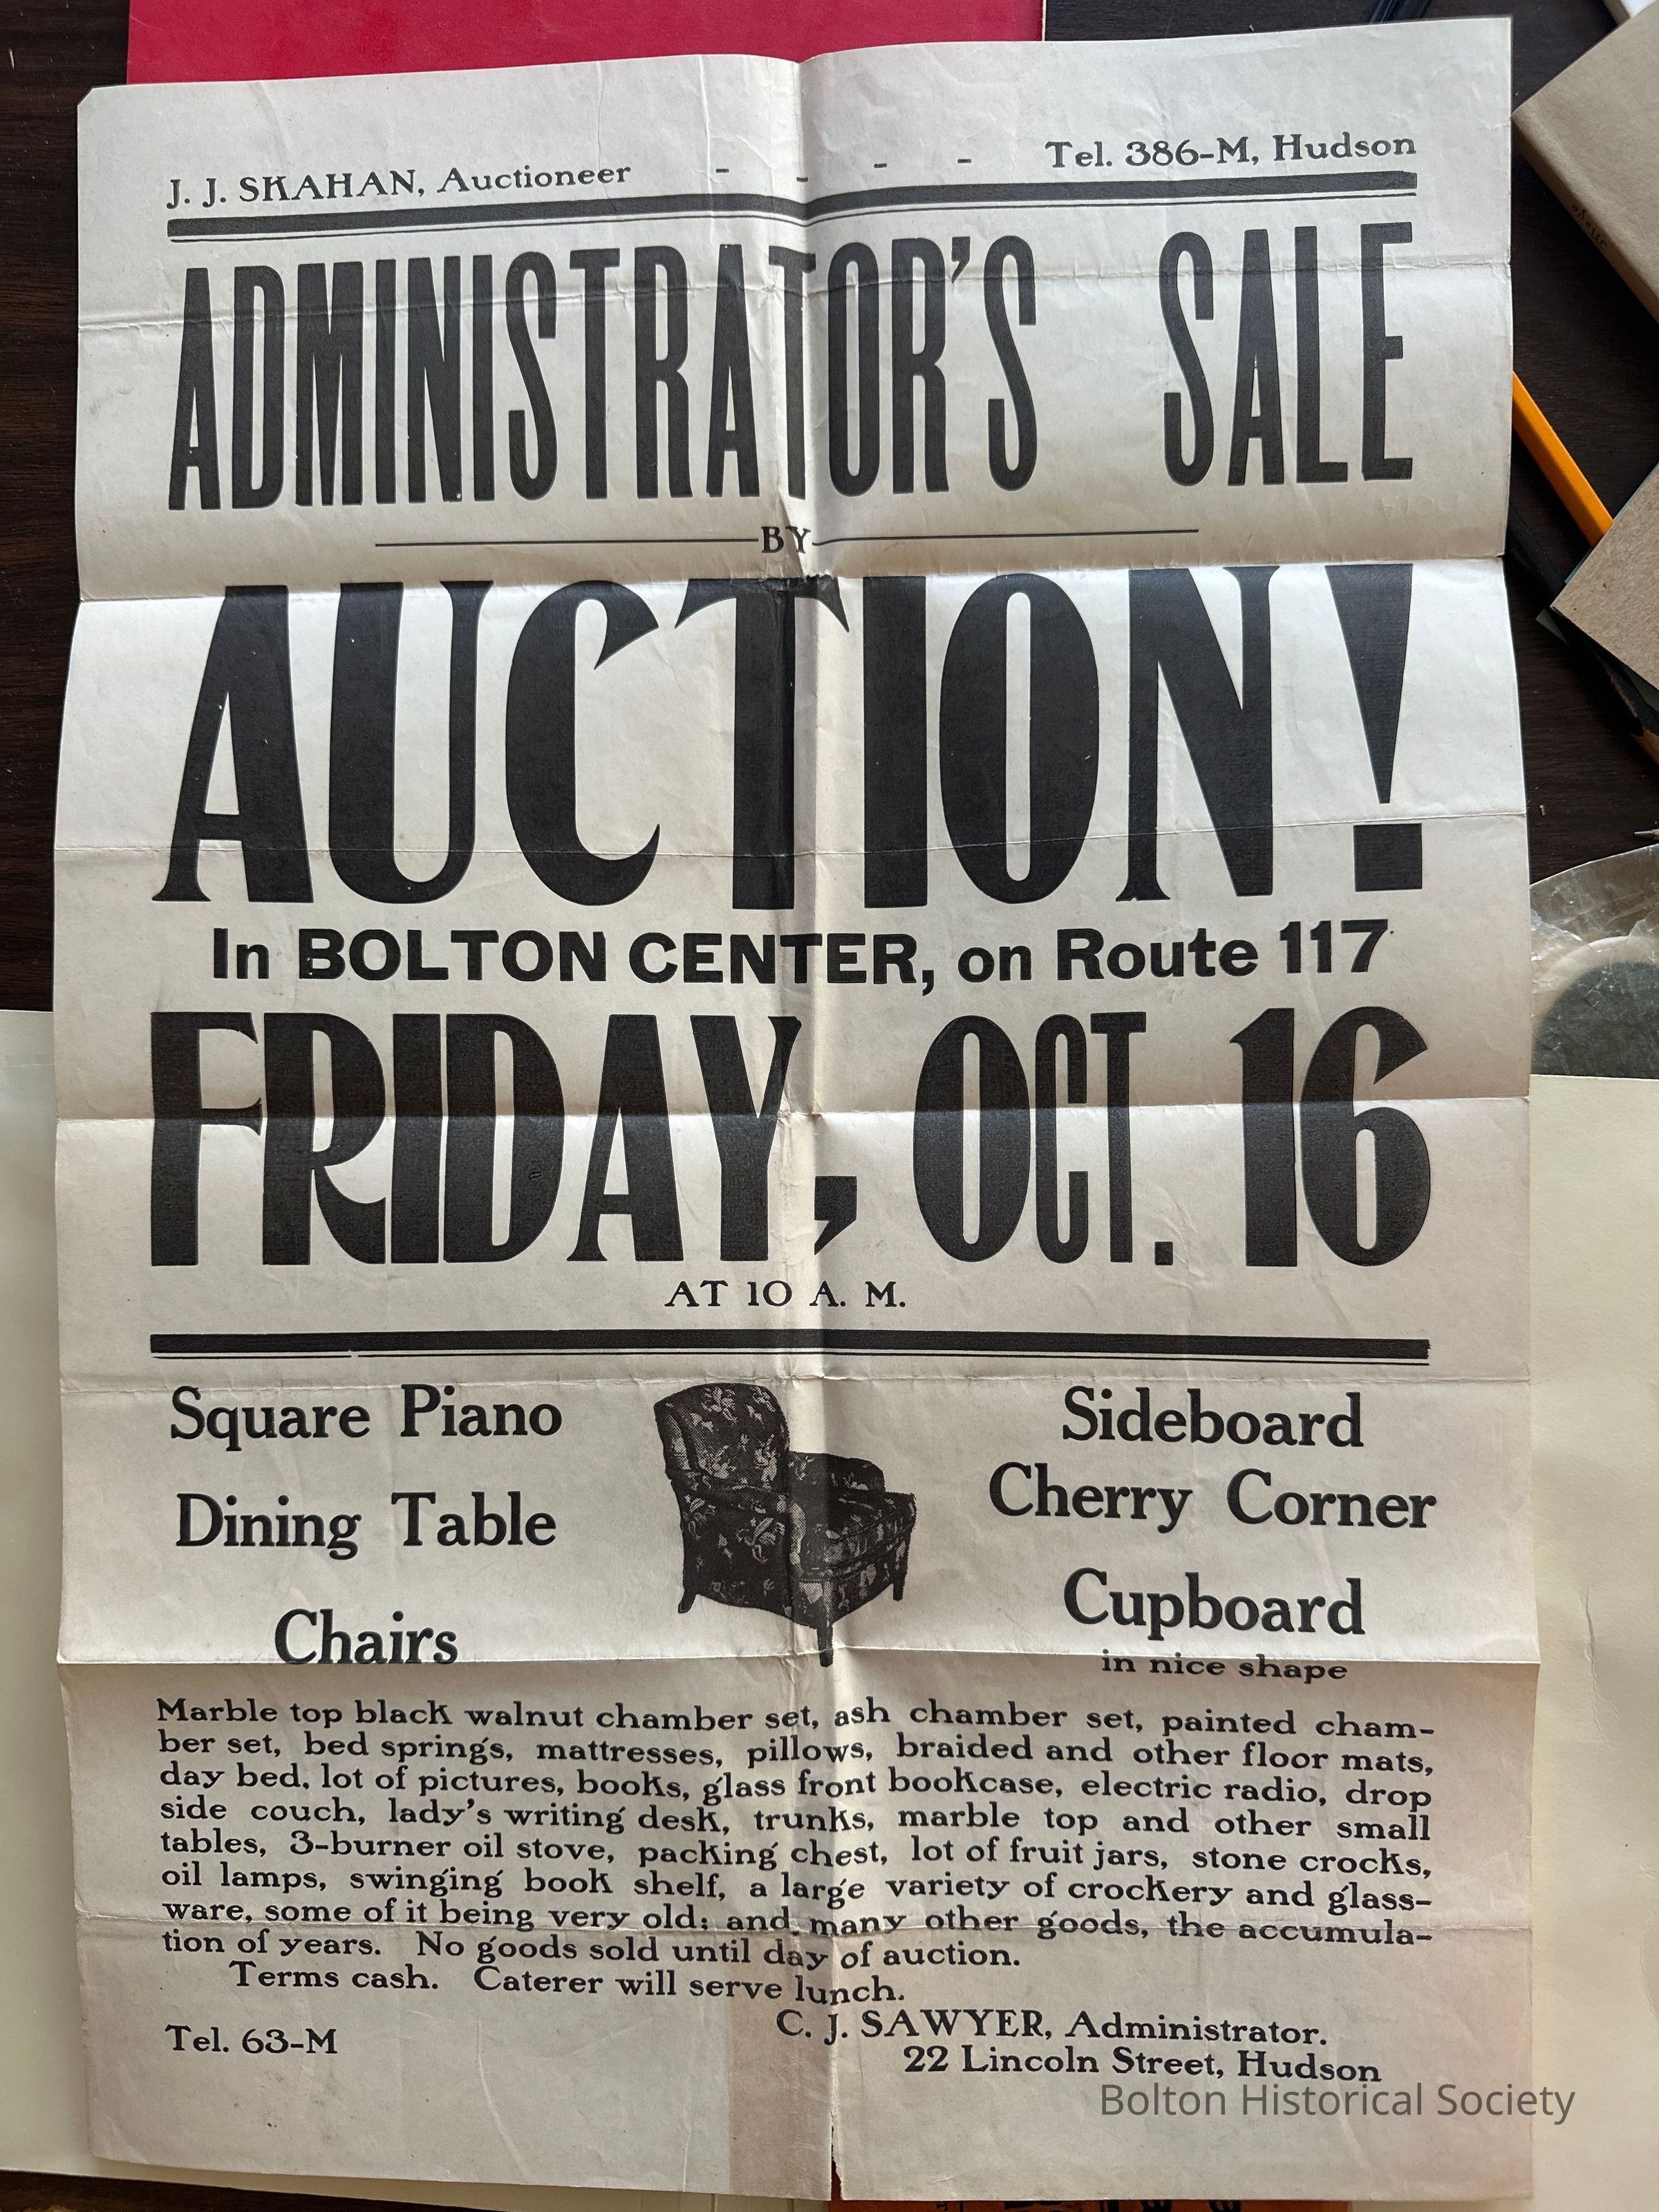 J. J. SKAHAN, Auctioneer - - - - Tel. 386-M, Hudson
ADMINISTRATOR'S SALE
BY
AUCTION!
In BOLTON CENTER, on Route 117
FRIDAY, OCT. 16
AT 10 A. M.
Square Piano
Dining Table
Chairs
Sideboard
Cherry Corner
Cupboard
in nice shape
Marble top black walnut chamber set, ash chamber set, painted cham-
ber set, bed springs, mattresses, pillows, braided and other floor mats,
day bed, lot of pictures, books, glass front bookcase, electric radio, drop
side couch, lady's writing desk, trunks, marble top and other small
tables, 3-burner oil stove, packing chest, lot of fruit jars, stone crocks,
oil lamps, swinging book shelf, a large variety of crockery and glass-
ware, some of it being very old; and many other goods, the accumula-
tion of years. No goods sold until day of auction.
Terms cash. Caterer will serve lunch.
C. J. SAWYER, Administrator.
Tel. 63-M
22 Lincoln Street, Hudson
Bolton Historical Society